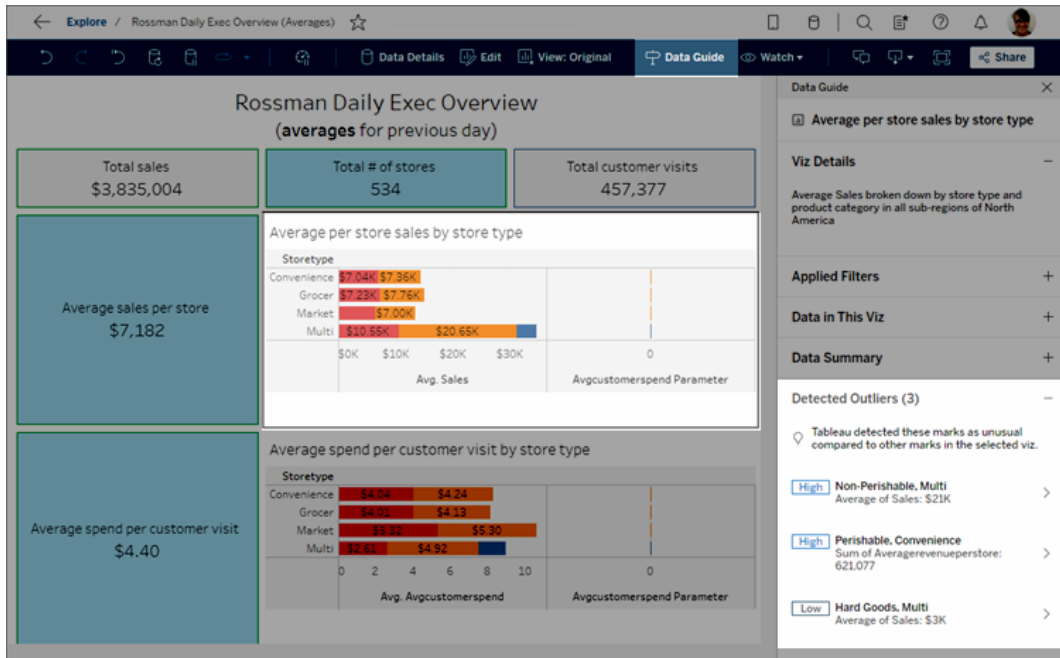 Explore / Rossman Daily Exec Overview (Averages)
Data Details Edit View: Original Data Guide Watch Share
Rossman Daily Exec Overview
(averages for previous day)
Total sales
$3,835,004
Total # of stores
534
Total customer visits
457,377
Average sales per store
$7,182
Average per store sales by store type
Storetype
Convenience $7.04K $7.36K
Grocer $7.23K $7.76K
Market $7.00K
Multi $10.55K $20.65K
$0K $10K $20K $30K 0
Avg. Sales Avgcustomerspend Parameter
Average spend per customer visit
$4.40
Average spend per customer visit by store type
Storetype
Convenience $4.04 $4.24
Grocer $4.01 $4.13
Market $5.32 $5.30
Multi $2.61 $4.92
0 2 4 6 8 10 0
Avg. Avgcustomerspend Avgcustomerspend Parameter
Data Guide
Average per store sales by store type
Viz Details
Average Sales broken down by store type and
product category in all sub-regions of North
America
Applied Filters
Data in This Viz
Data Summary
Detected Outliers (3)
Tableau detected these marks as unusual
compared to other marks in the selected viz.
High Non-Perishable, Multi
Average of Sales: $21K
High Perishable, Convenience
Sum of Averagerevenueperstore:
621,077
Low Hard Goods, Multi
Average of Sales: $3K